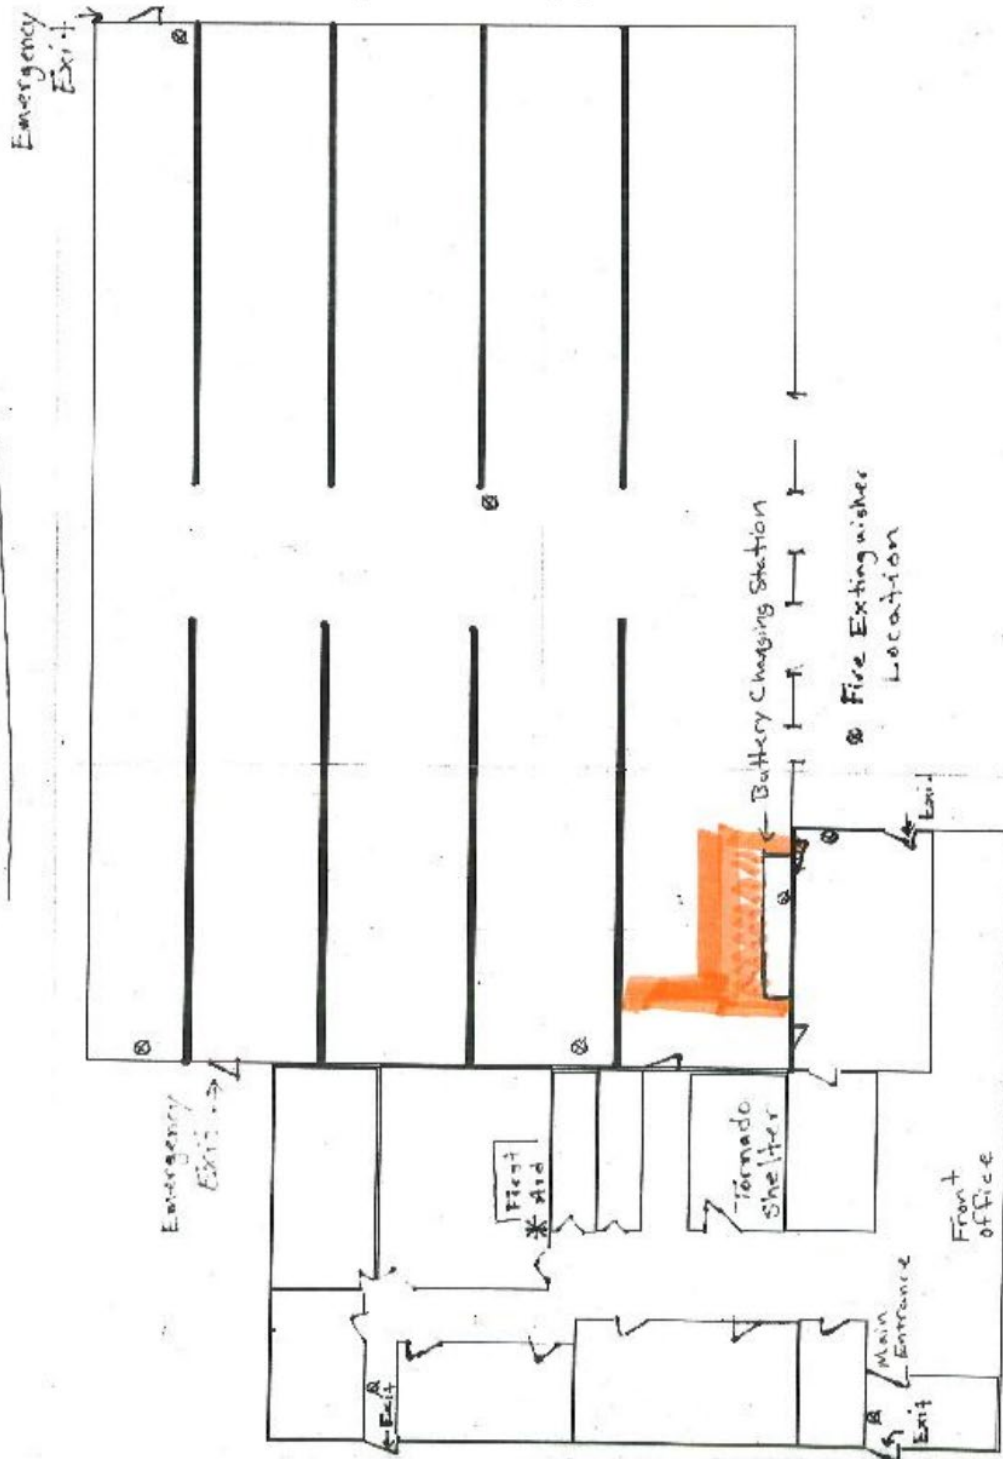 Emergency
Exit
← Battery Changing Station
⊗ Fire Extinguisher
Location
Exit
Emergency
Exit →
First
Aid
Tornado
Shelter
Front
office
Main
Entrance
← Exit
Exit